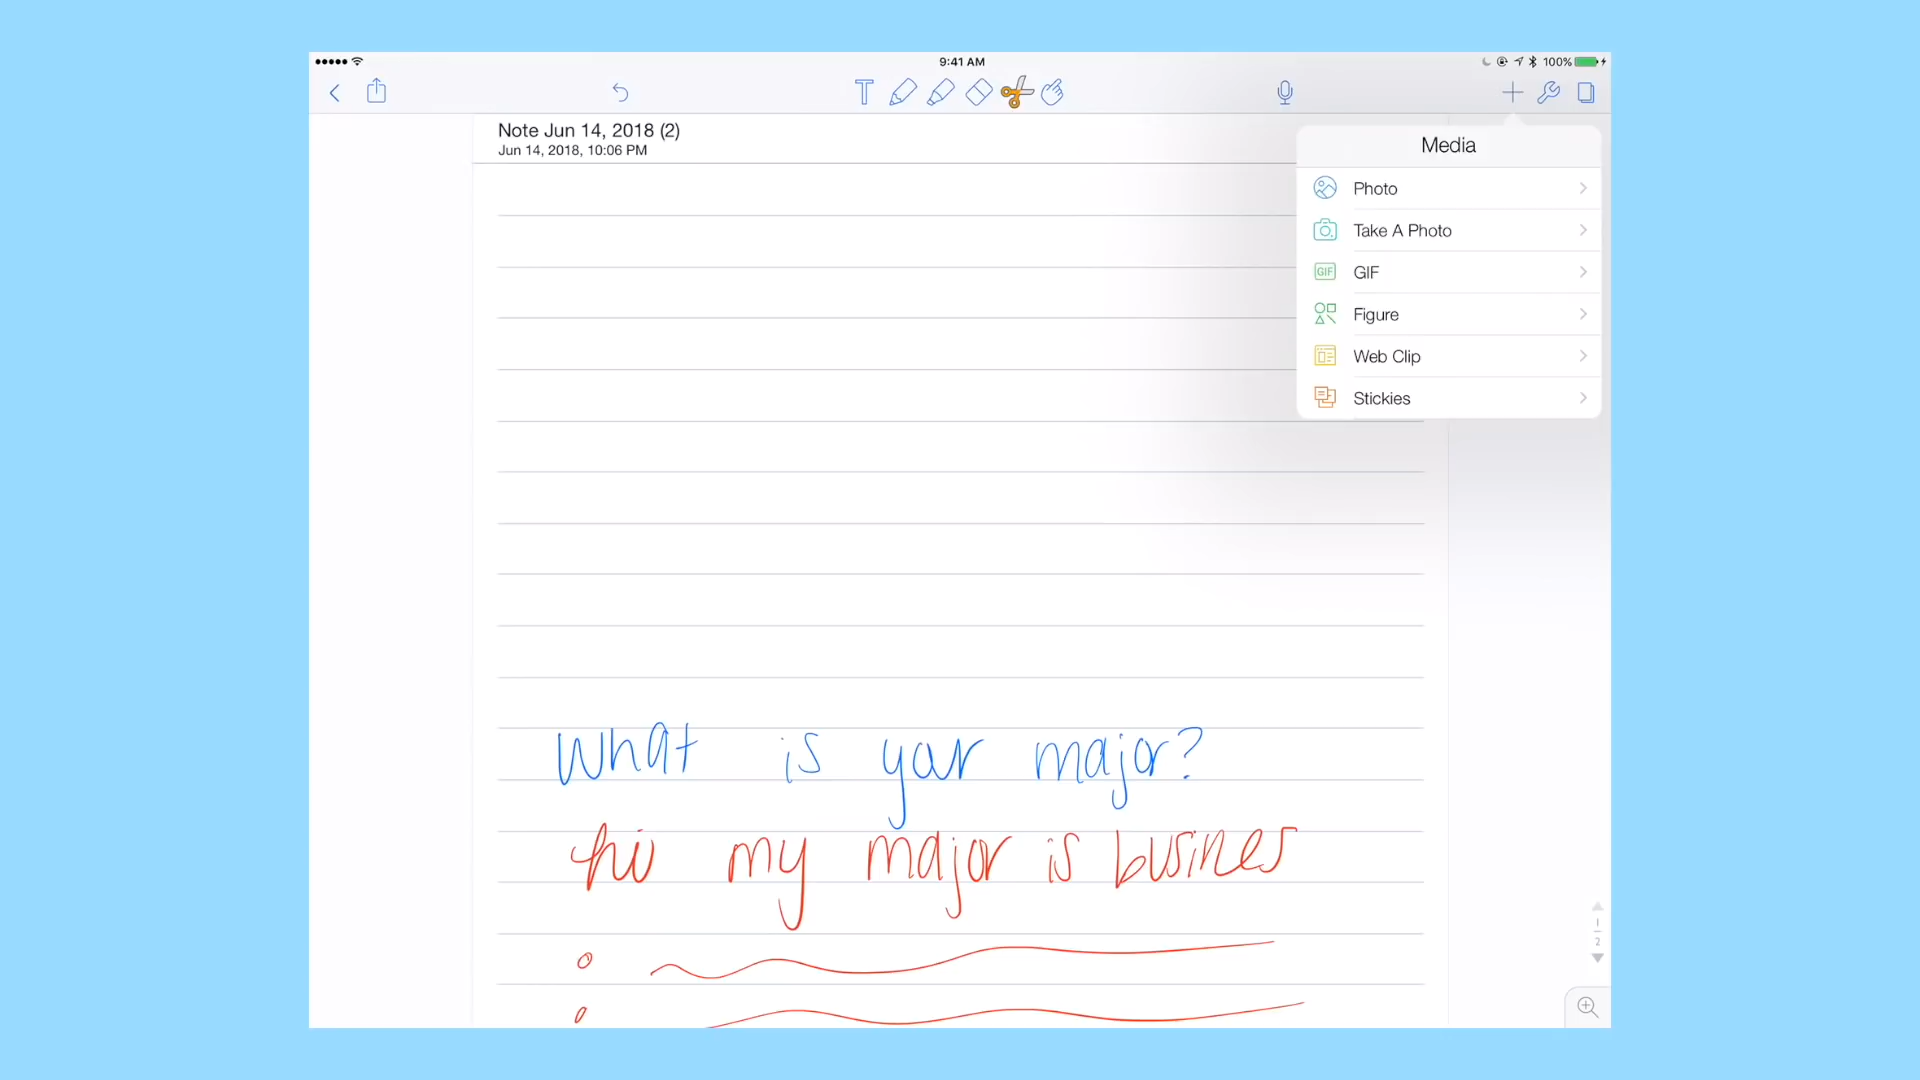 9:41 AM
100%
T
Note Jun 14, 2018 (2)
Jun 14, 2018, 10:06 PM
Media
Photo
Take A Photo
GIF GIF
Figure
Web Clip
Stickies
What is your major?
hi my major is busines
1
2